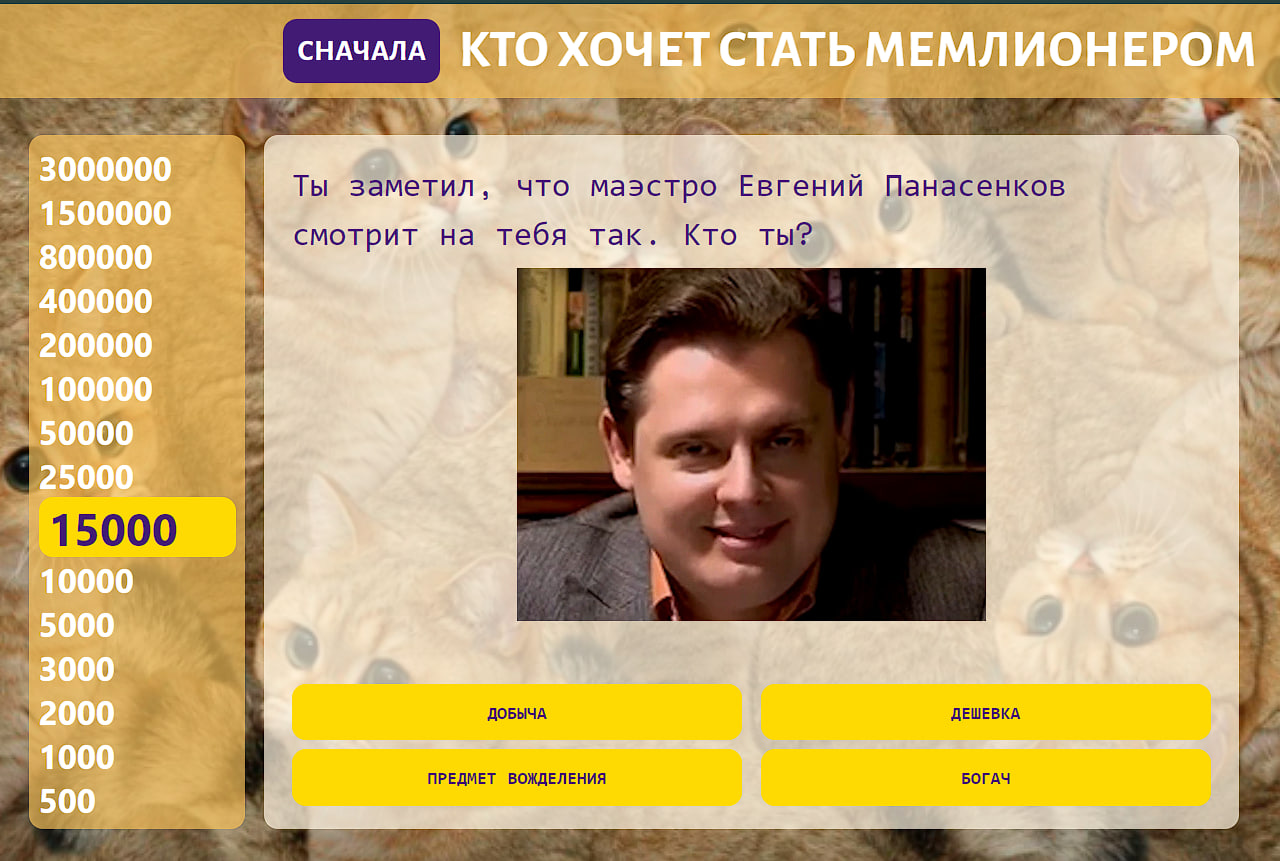 СНАЧАЛА КТО ХОЧЕТ СТАТЬ МЕМЛИОНЕРОМ
3000000
1500000
800000
400000
200000
100000
50000
25000
15000
10000
5000
3000
2000
1000
500
Ты заметил, что маэстро Евгений Панасенков
смотрит на тебя так. Кто ты?
ДОБЫЧА
ДЕШЕВКА
ПРЕДМЕТ ВОЖДЕЛЕНИЯ
БОГАЧ